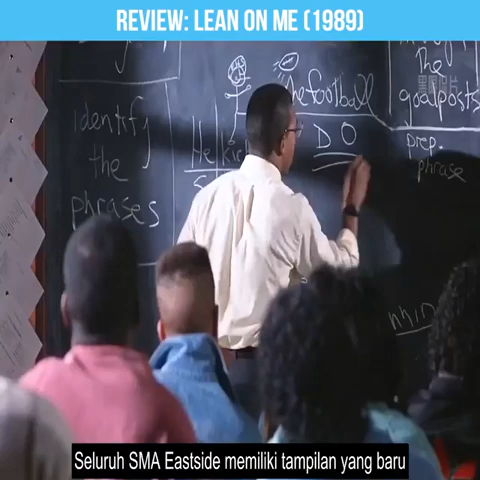 REVIEW: LEAN ON ME (1989)
identify
the
phrases
He
the football
D O
the
goalposts
prep.
phrase
Seluruh SMA Eastside memiliki tampilan yang baru